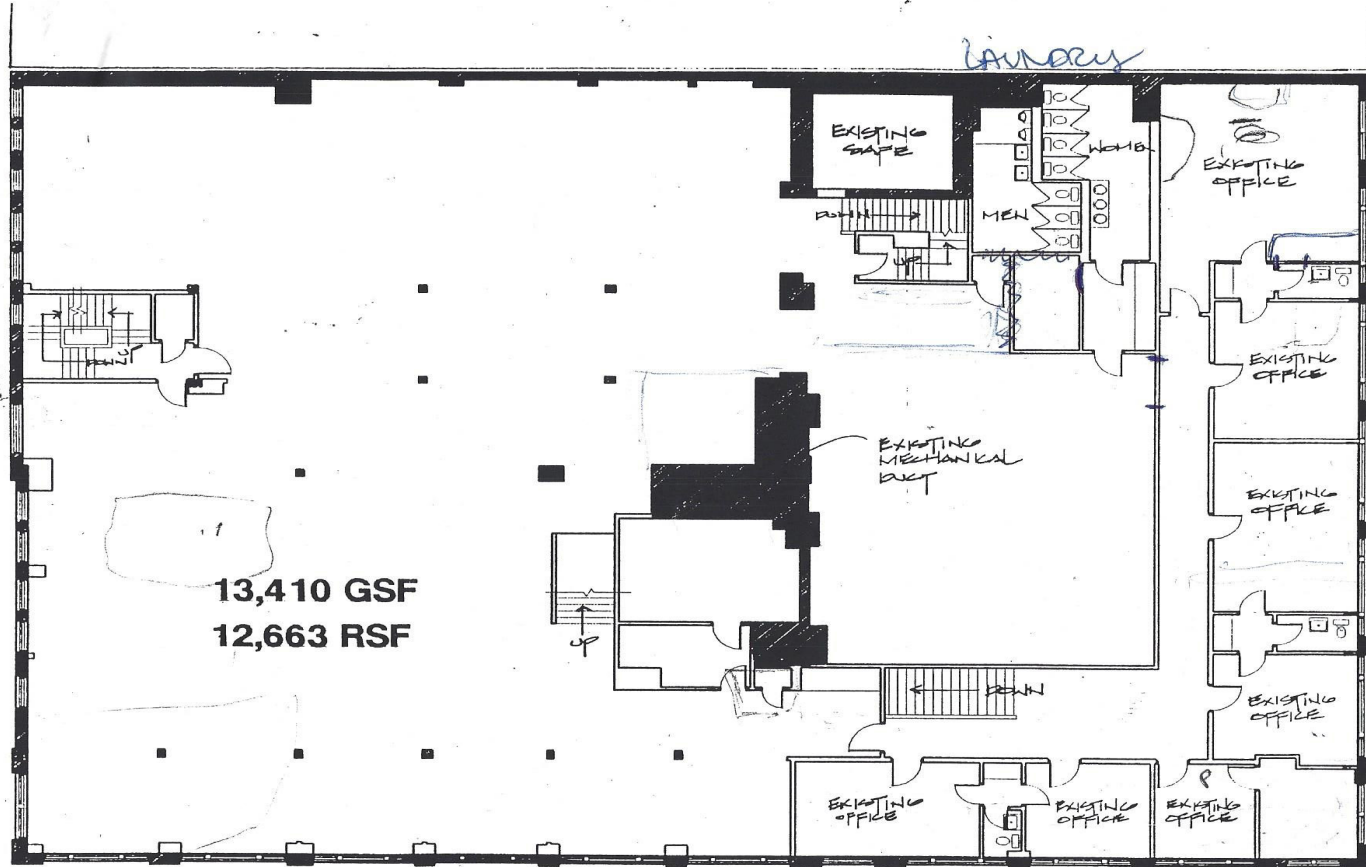 LAUNDRY
EXISTING
SAFE
WOMEN
EXISTING
OFFICE
DOWN
MEN
UP
DOWN
UP
EXISTING
OFFICE
EXISTING
MECHANICAL
DUCT
EXISTING
OFFICE
13,410 GSF
12,663 RSF
UP
DOWN
EXISTING
OFFICE
EXISTING
OFFICE
EXISTING
OFFICE
EXISTING
OFFICE